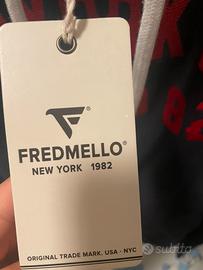 FREDMELLO
NEW YORK 1982
ORIGINAL TRADE MARK. USA - NYC
subito